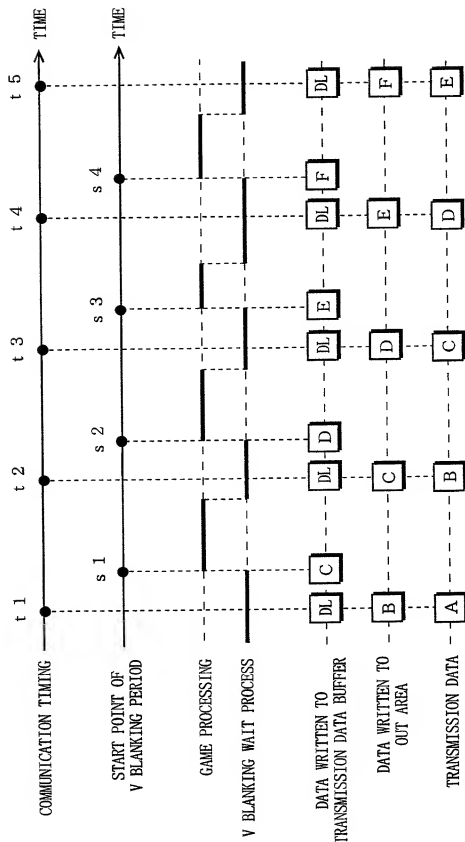 t 1 t 2 t 3 t 4 t 5
COMMUNICATION TIMING TIME
s 1 s 2 s 3 s 4
START POINT OF
V BLANKING PERIOD TIME
GAME PROCESSING
V BLANKING WAIT PROCESS
DATA WRITTEN TO
TRANSMISSION DATA BUFFER
DL C DL D DL E DL F DL
DATA WRITTEN TO
OUT AREA
B C D E F
TRANSMISSION DATA
A B C D E